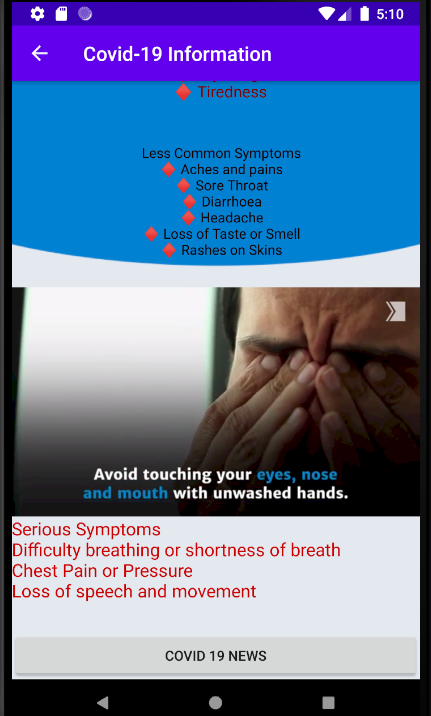 5:10
Covid-19 Information
Tiredness
Less Common Symptoms
Aches and pains
Sore Throat
Diarrhoea
Headache
Loss of Taste or Smell
Rashes on Skins
Avoid touching your eyes, nose
and mouth with unwashed hands.
Serious Symptoms
Difficulty breathing or shortness of breath
Chest Pain or Pressure
Loss of speech and movement
COVID 19 NEWS